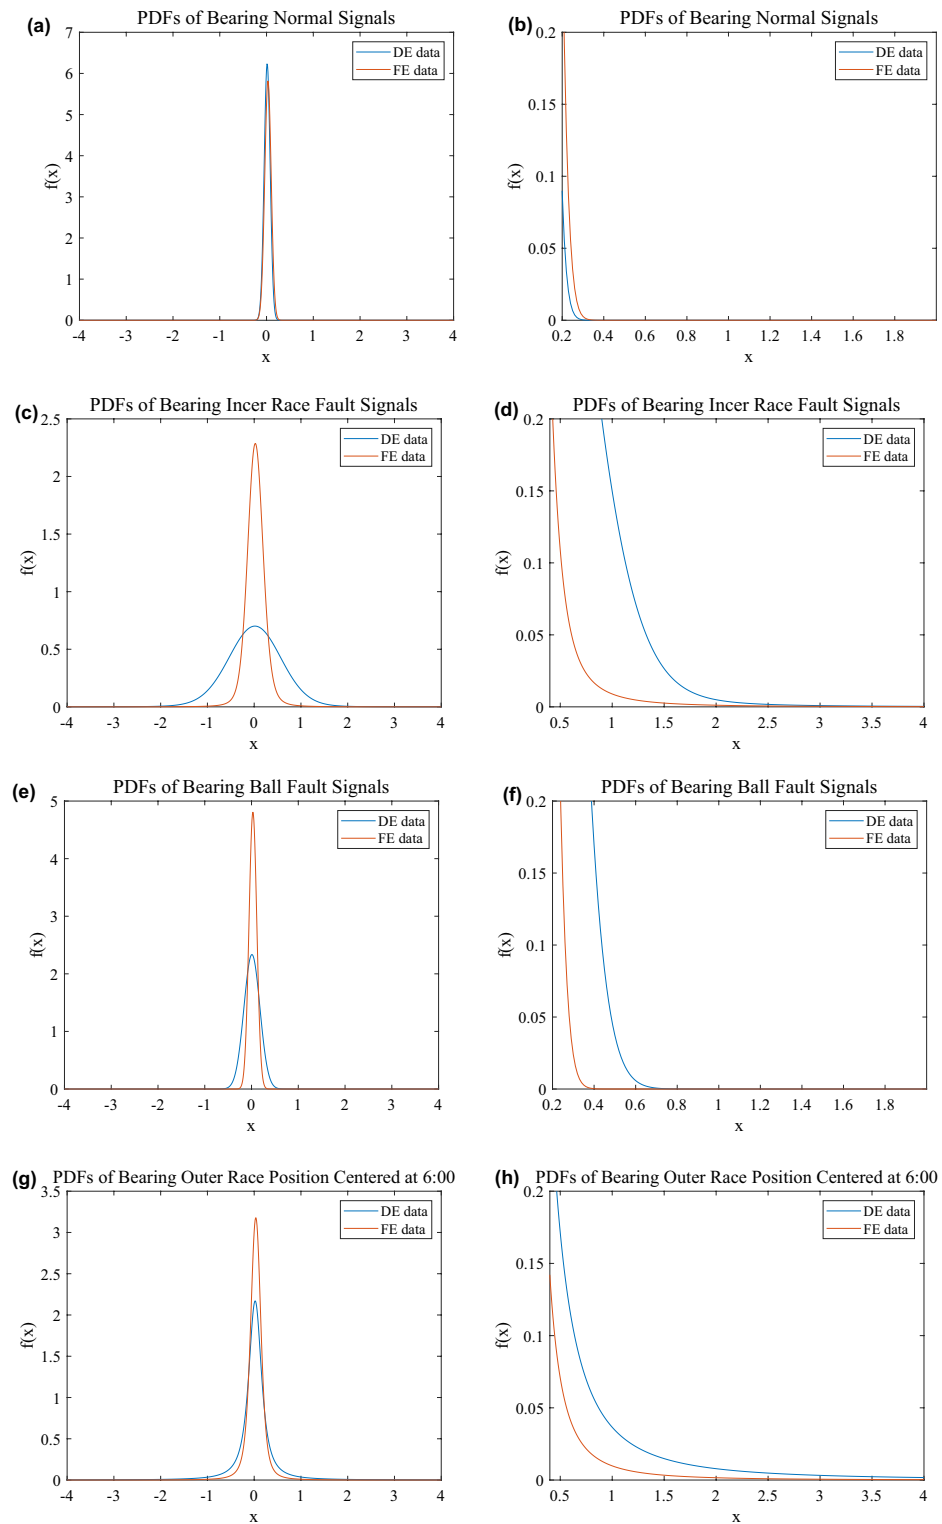 (a)
PDFs of Bearing Normal Signals
DE data
FE data
7
6
5
4
3
2
1
0
f(x)
-4 -3 -2 -1 0 1 2 3 4
x
(b)
PDFs of Bearing Normal Signals
DE data
FE data
0.2
0.15
0.1
0.05
0
f(x)
0.2 0.4 0.6 0.8 1 1.2 1.4 1.6 1.8
x
(c)
PDFs of Bearing Incer Race Fault Signals
DE data
FE data
2.5
2
1.5
1
0.5
0
f(x)
-4 -3 -2 -1 0 1 2 3 4
x
(d)
PDFs of Bearing Incer Race Fault Signals
DE data
FE data
0.2
0.15
0.1
0.05
0
f(x)
0.5 1 1.5 2 2.5 3 3.5 4
x
(e)
PDFs of Bearing Ball Fault Signals
DE data
FE data
5
4
3
2
1
0
f(x)
-4 -3 -2 -1 0 1 2 3 4
x
(f)
PDFs of Bearing Ball Fault Signals
DE data
FE data
0.2
0.15
0.1
0.05
0
f(x)
0.2 0.4 0.6 0.8 1 1.2 1.4 1.6 1.8
x
(g)
PDFs of Bearing Outer Race Position Centered at 6:00
DE data
FE data
3.5
3
2.5
2
1.5
1
0.5
0
f(x)
-4 -3 -2 -1 0 1 2 3 4
x
(h)
PDFs of Bearing Outer Race Position Centered at 6:00
DE data
FE data
0.2
0.15
0.1
0.05
0
f(x)
0.5 1 1.5 2 2.5 3 3.5 4
x